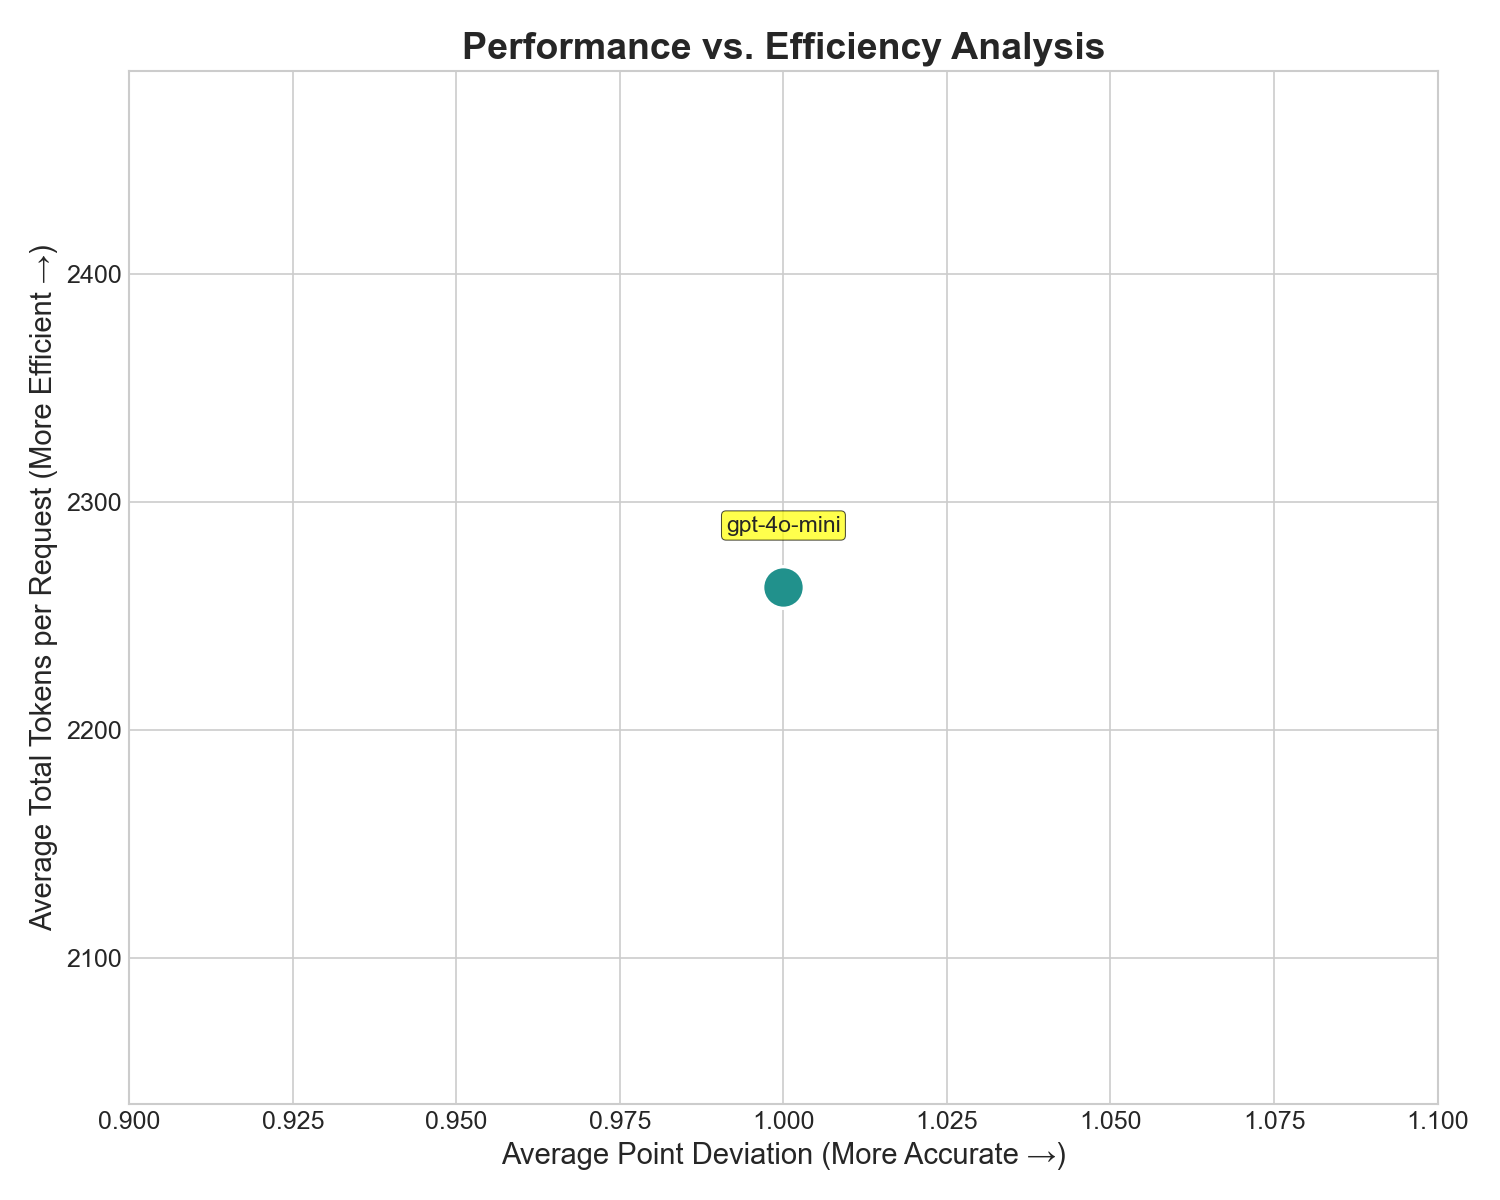 Performance vs. Efficiency Analysis
Average Total Tokens per Request (More Efficient →)
2400
2300
2200
2100
gpt-4o-mini
0.900 0.925 0.950 0.975 1.000 1.025 1.050 1.075 1.100
Average Point Deviation (More Accurate →)